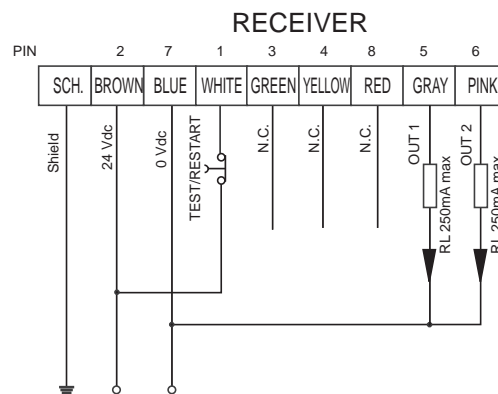 RECEIVER
PIN 2 7 1 3 4 8 5 6
SCH. BROWN BLUE WHITE GREEN YELLOW RED GRAY PINK
Shield
24 Vdc
0 Vdc
TEST/RESTART
N.C.
N.C.
N.C.
OUT 1
RL 250mA max
OUT 2
RL 250mA max